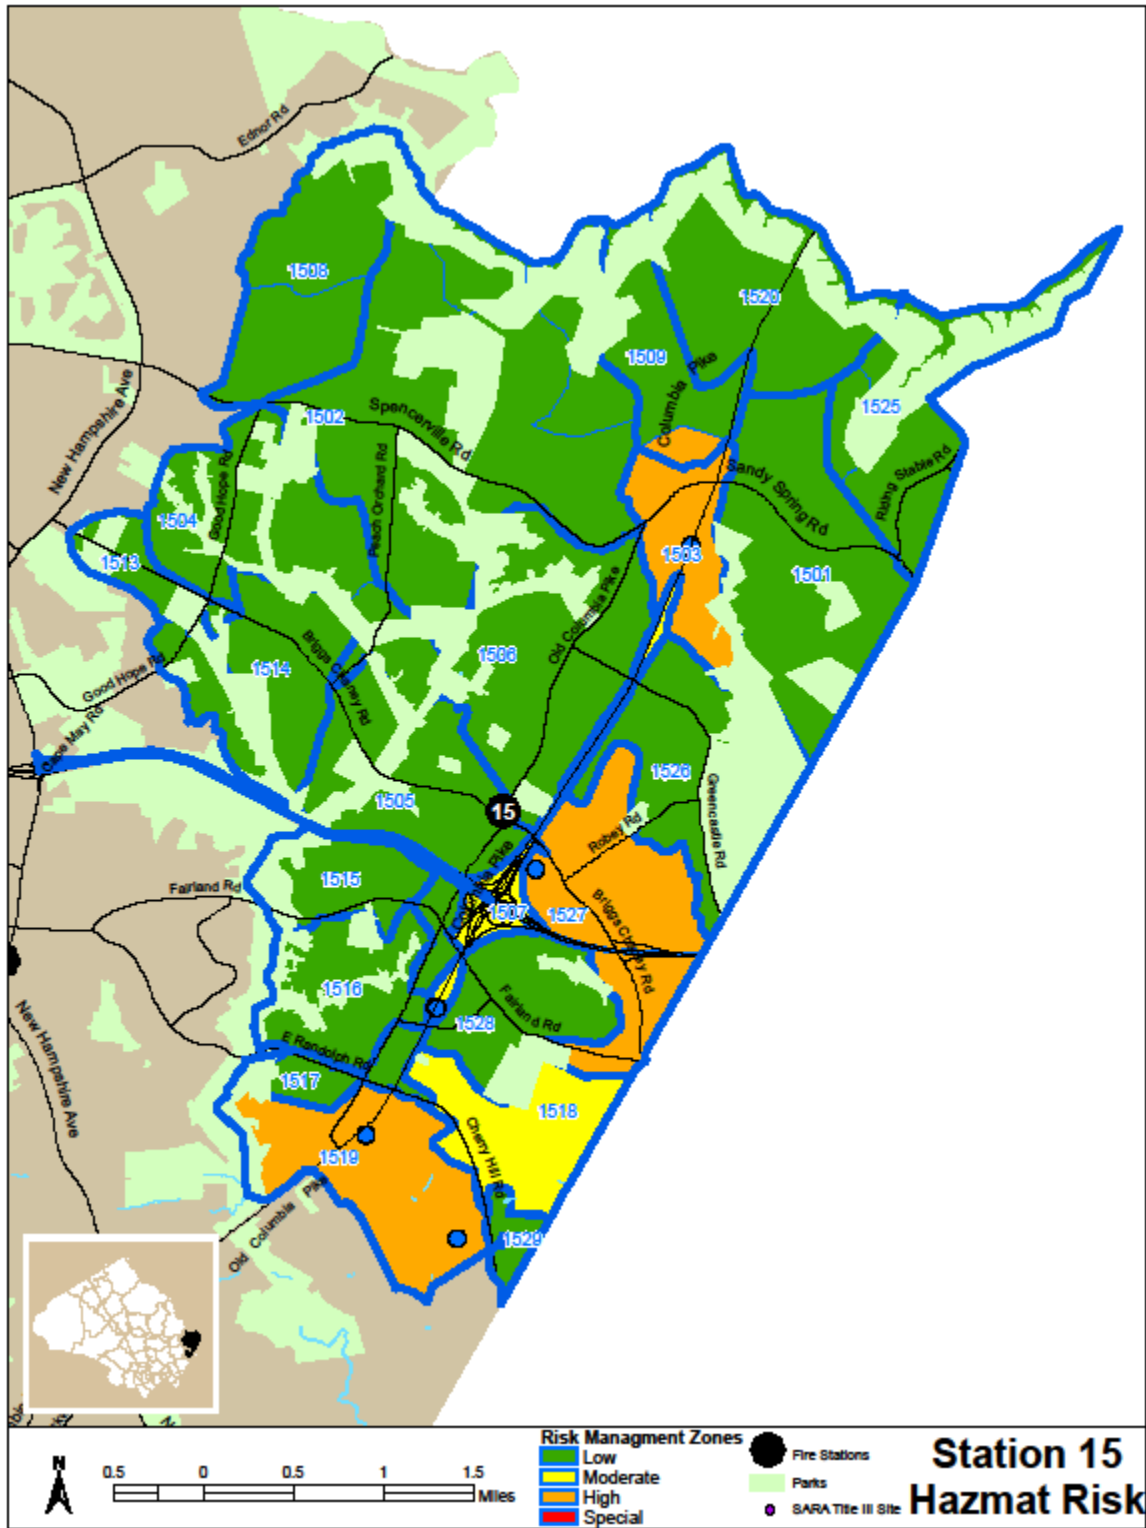 Ednor Rd
1508
1520
1509
Columbia Pike
New Hampshire Ave
1502
Spencerville Rd
1525
Good Hope Rd
Peach Orchard Rd
Sandy Spring Rd
Riding Stable Rd
1504
1513
1503
1501
Old Columbia Pike
Briggs Chaney Rd
1506
1514
Good Hope Rd
Cape May Rd
1526
Greencastle Rd
1505
15
Robey Rd
Columbia Pike
1515
Fairland Rd
1507
1527
Briggs Chaney Rd
1516
Fairland Rd
1528
New Hampshire Ave
E Randolph Rd
1517
1518
Cherry Hill Rd
1519
Old Columbia Pike
1529
N
0.5 0 0.5 1 1.5
Miles
Risk Managment Zones
Low
Moderate
High
Special
Fire Stations
Parks
SARA Title III Site
Station 15
Hazmat Risk